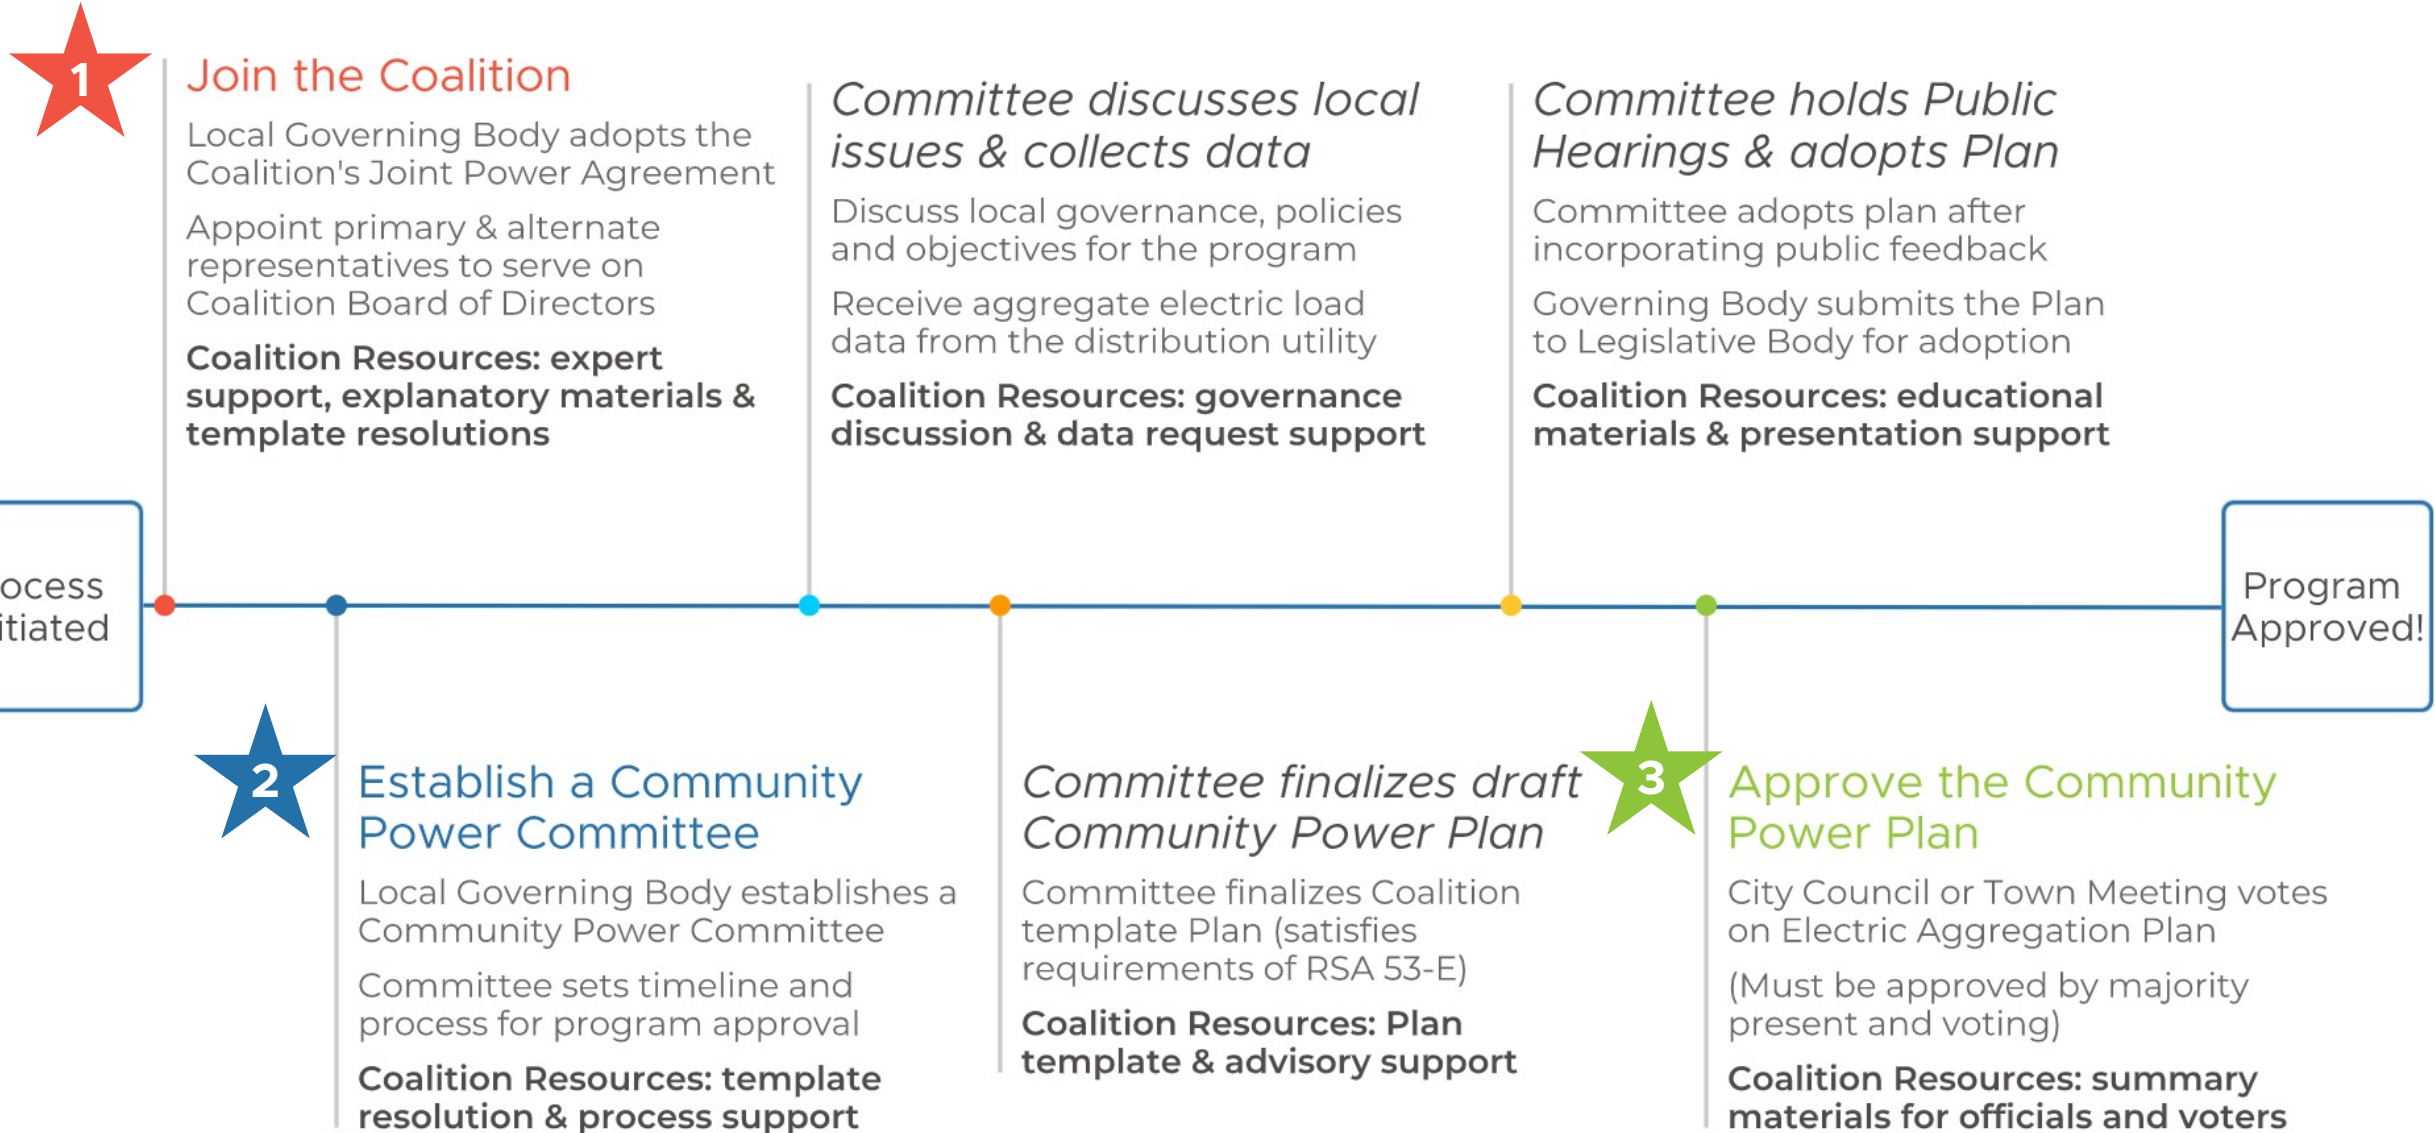 1
Join the Coalition
Local Governing Body adopts the
Coalition's Joint Power Agreement
Appoint primary & alternate
representatives to serve on
Coalition Board of Directors
Coalition Resources: expert
support, explanatory materials &
template resolutions
Committee discusses local
issues & collects data
Discuss local governance, policies
and objectives for the program
Receive aggregate electric load
data from the distribution utility
Coalition Resources: governance
discussion & data request support
Committee holds Public
Hearings & adopts Plan
Committee adopts plan after
incorporating public feedback
Governing Body submits the Plan
to Legislative Body for adoption
Coalition Resources: educational
materials & presentation support
ocess
itiated
Program
Approved!
2
Establish a Community
Power Committee
Local Governing Body establishes a
Community Power Committee
Committee sets timeline and
process for program approval
Coalition Resources: template
resolution & process support
Committee finalizes draft
Community Power Plan
Committee finalizes Coalition
template Plan (satisfies
requirements of RSA 53-E)
Coalition Resources: Plan
template & advisory support
3
Approve the Community
Power Plan
City Council or Town Meeting votes
on Electric Aggregation Plan
(Must be approved by majority
present and voting)
Coalition Resources: summary
materials for officials and voters